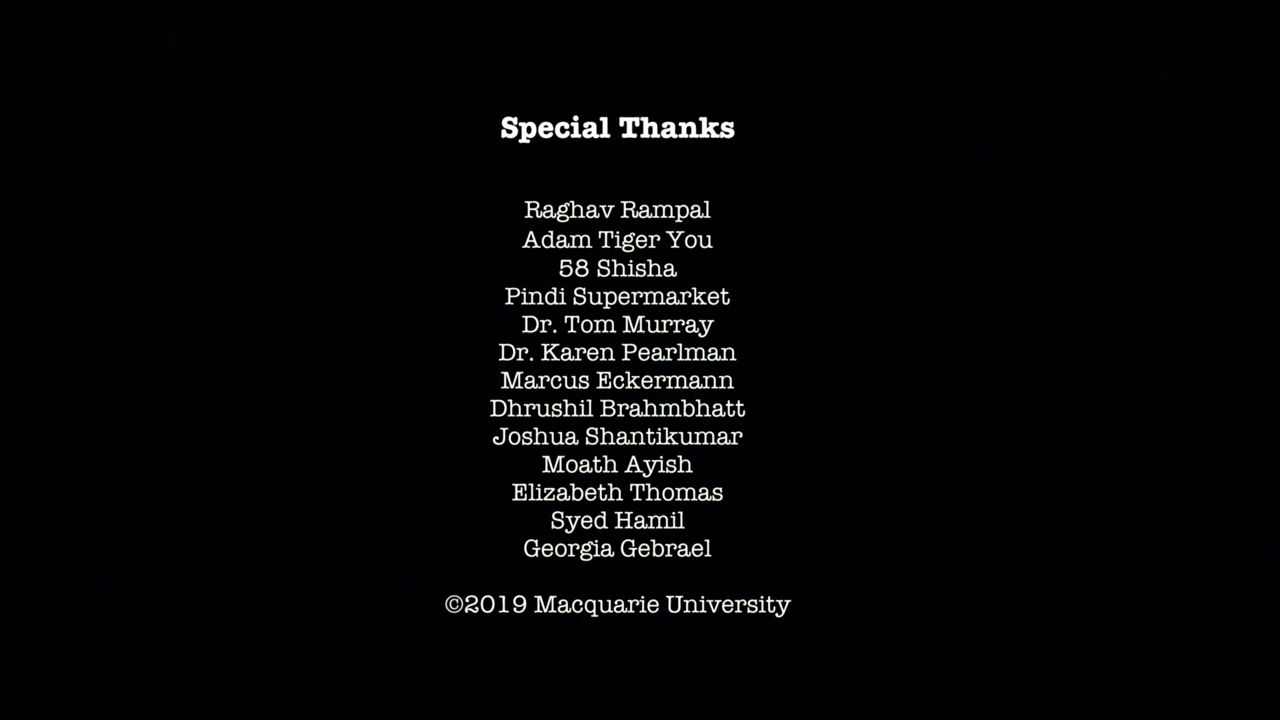 Special Thanks
Raghav Rampal
Adam Tiger You
58 Shisha
Pindi Supermarket
Dr. Tom Murray
Dr. Karen Pearlman
Marcus Eckermann
Dhrushil Brahmbhatt
Joshua Shantikumar
Moath Ayish
Elizabeth Thomas
Syed Hamil
Georgia Gebrael
©2019 Macquarie University